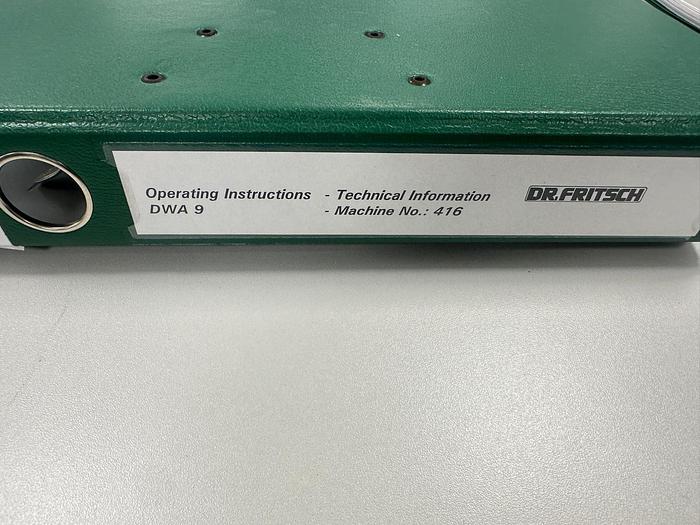 Operating Instructions - Technical Information
DWA 9 - Machine No.: 416
DR.FRITSCH